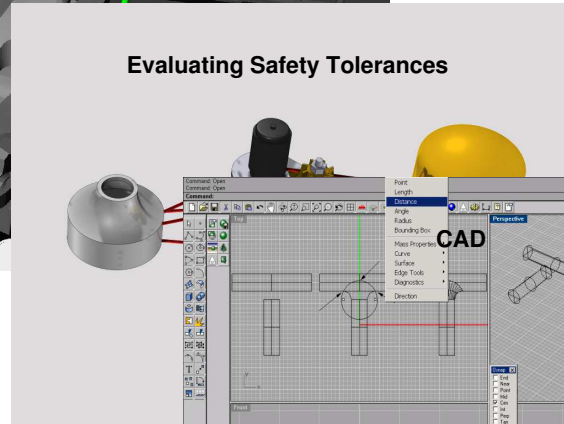 Evaluating Safety Tolerances
Command: Open
Command: Open
Command:
Point
Length
Distance
Angle
Radius
Bounding Box
Mass Properties
Curve
Surface
Edge Tools
Diagnostics
Direction
CAD
Top
Perspective
y
x
Front
Osnap
End
Near
Point
Mid
Cen
Int
Perp
Tan